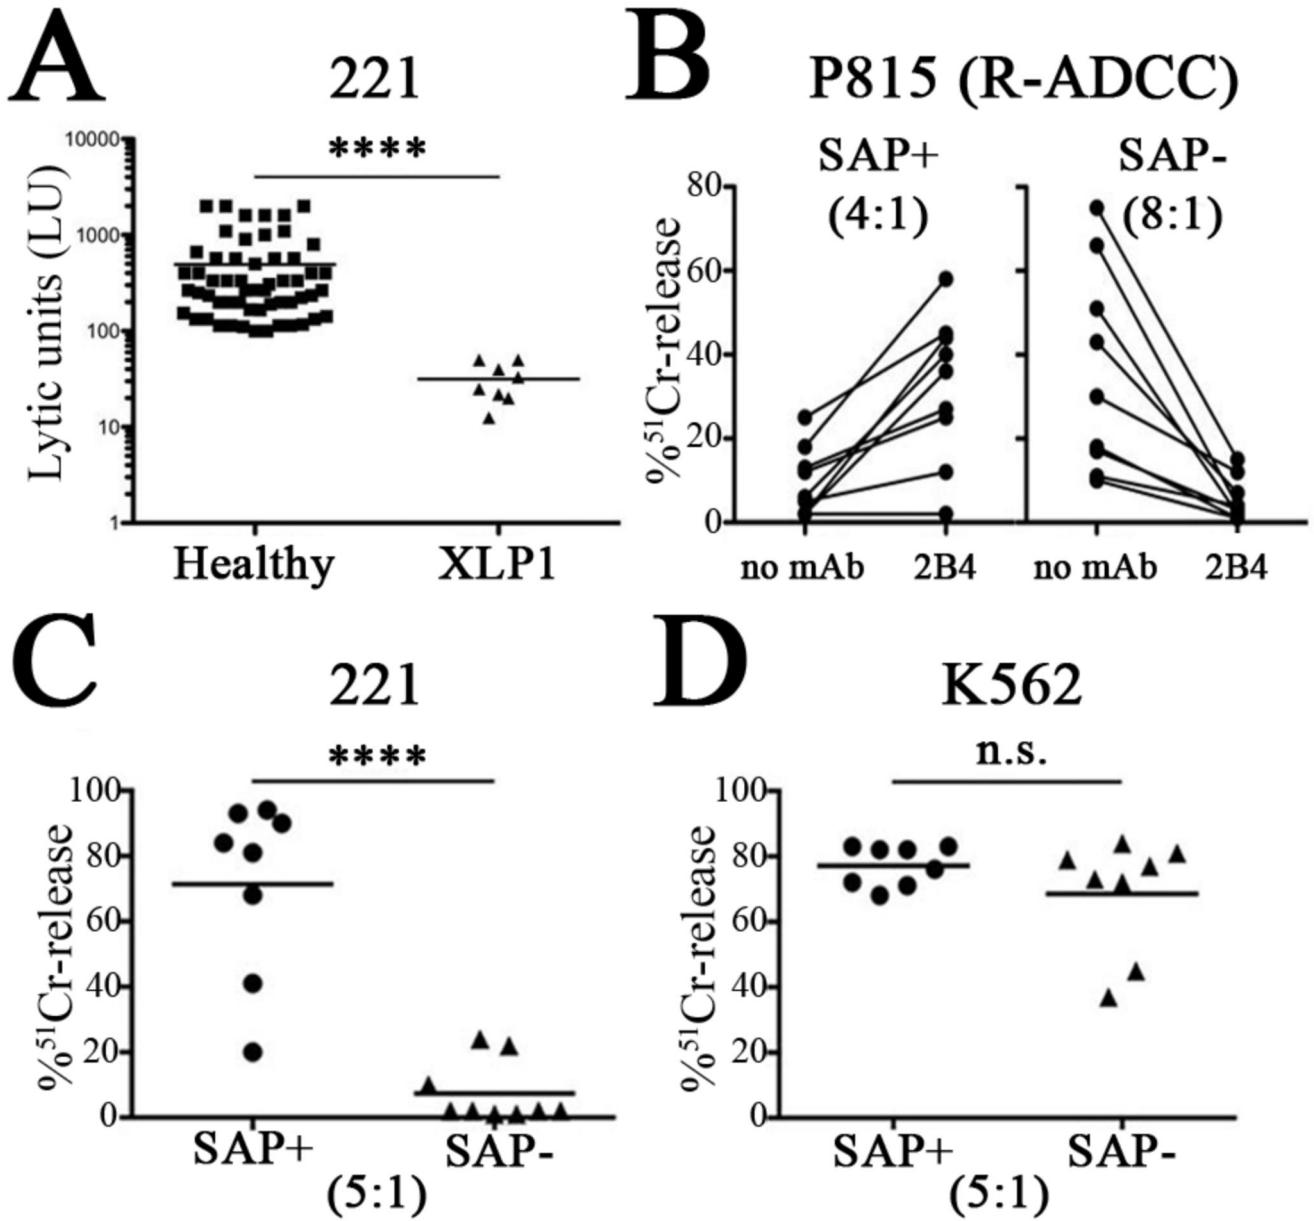 A
221
****
Lytic units (LU)
10000
1000
100
10
1
Healthy
XLP1
B
P815 (R-ADCC)
SAP+
(4:1)
SAP-
(8:1)
%⁵¹Cr-release
80
60
40
20
0
no mAb
2B4
no mAb
2B4
C
221
****
%⁵¹Cr-release
100
80
60
40
20
0
SAP+
SAP-
(5:1)
D
K562
n.s.
%⁵¹Cr-release
100
80
60
40
20
0
SAP+
SAP-
(5:1)